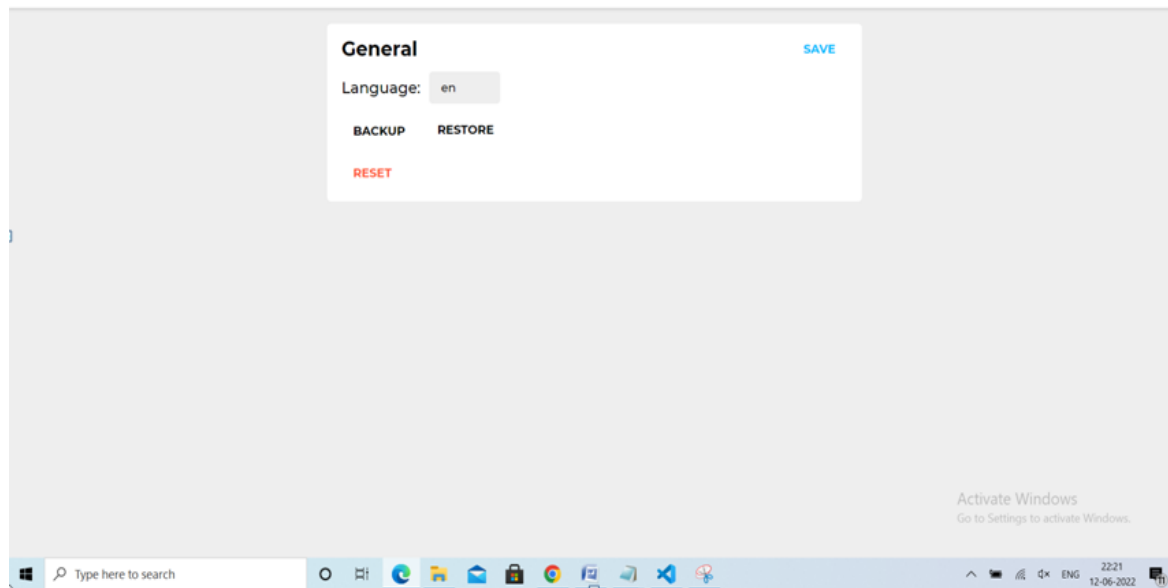 General
SAVE
Language: en
BACKUP RESTORE
RESET
Activate Windows
Go to Settings to activate Windows.
Type here to search
ENG
22:21
12-06-2022